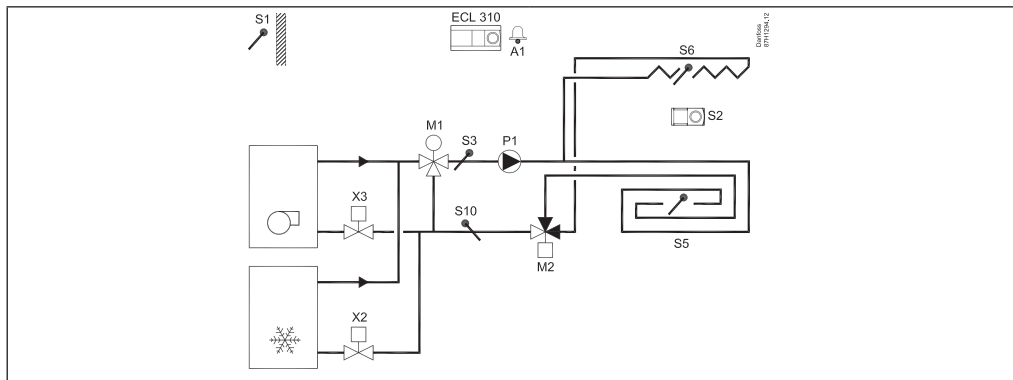 S1
ECL 310
A1
Danfoss
87H1294.12
S6
S2
M1
S3
P1
X3
S10
S5
M2
X2